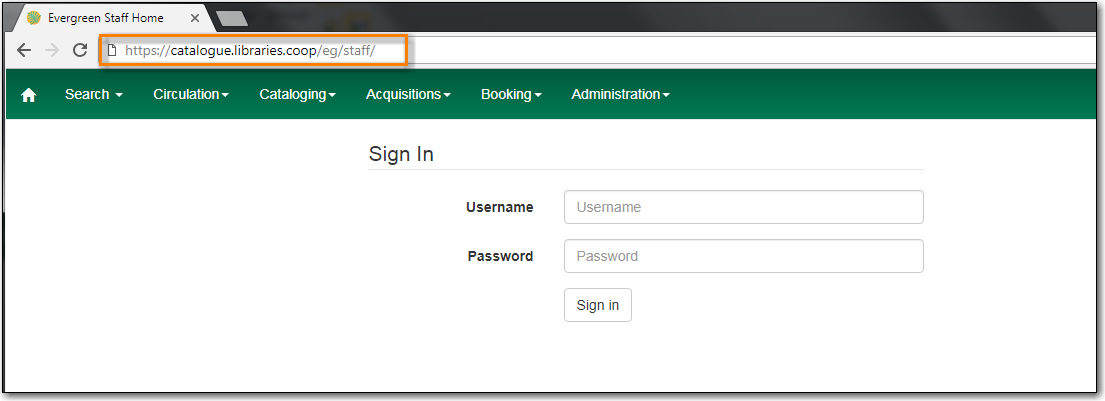 Evergreen Staff Home
https://catalogue.libraries.coop/eg/staff/
Search Circulation Cataloging Acquisitions Booking Administration
Sign In
Username Username
Password Password
Sign in